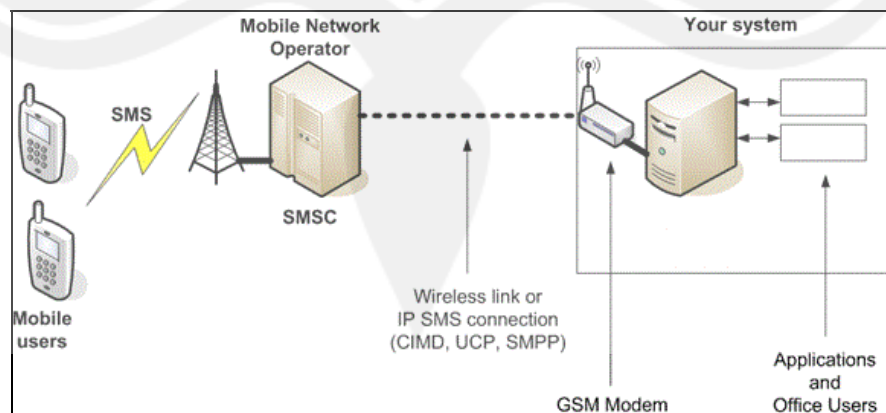 Mobile Network
Operator
Your system
SMS
SMSC
Mobile
users
Wireless link or
IP SMS connection
(CIMD, UCP, SMPP)
GSM Modem
Applications
and
Office Users